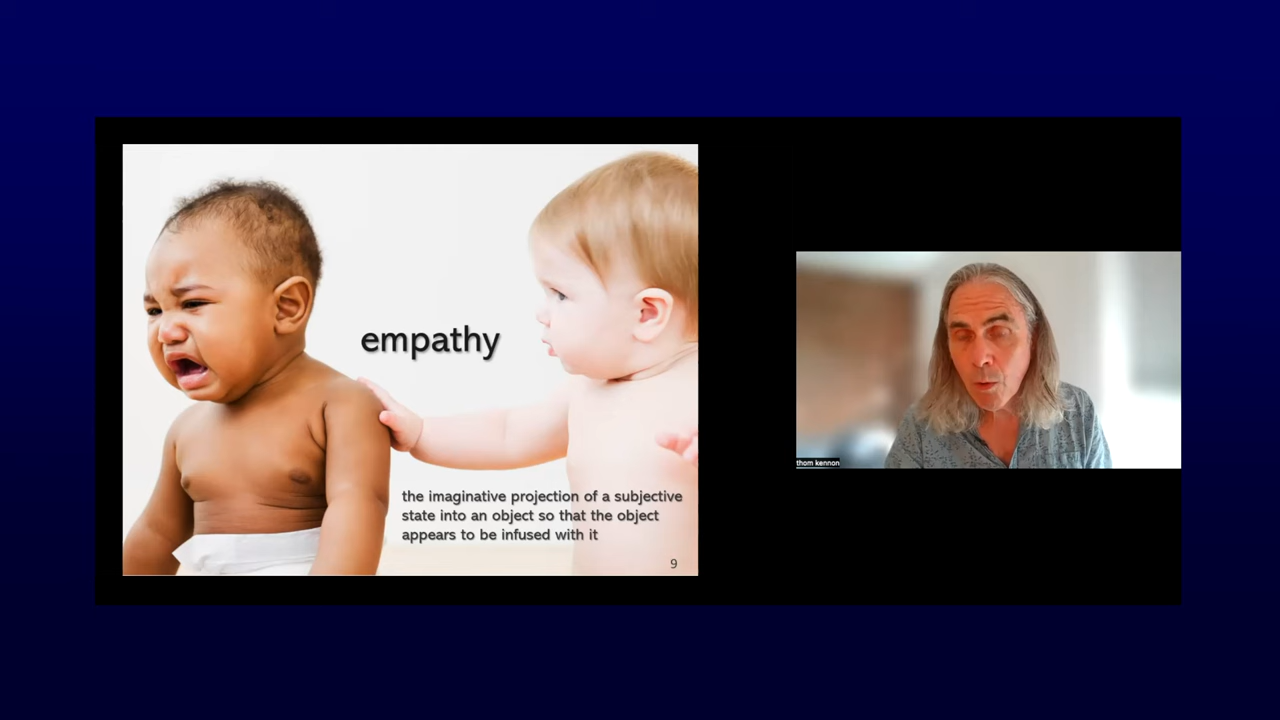 empathy
the imaginative projection of a subjective
state into an object so that the object
appears to be infused with it
9
thom kennon